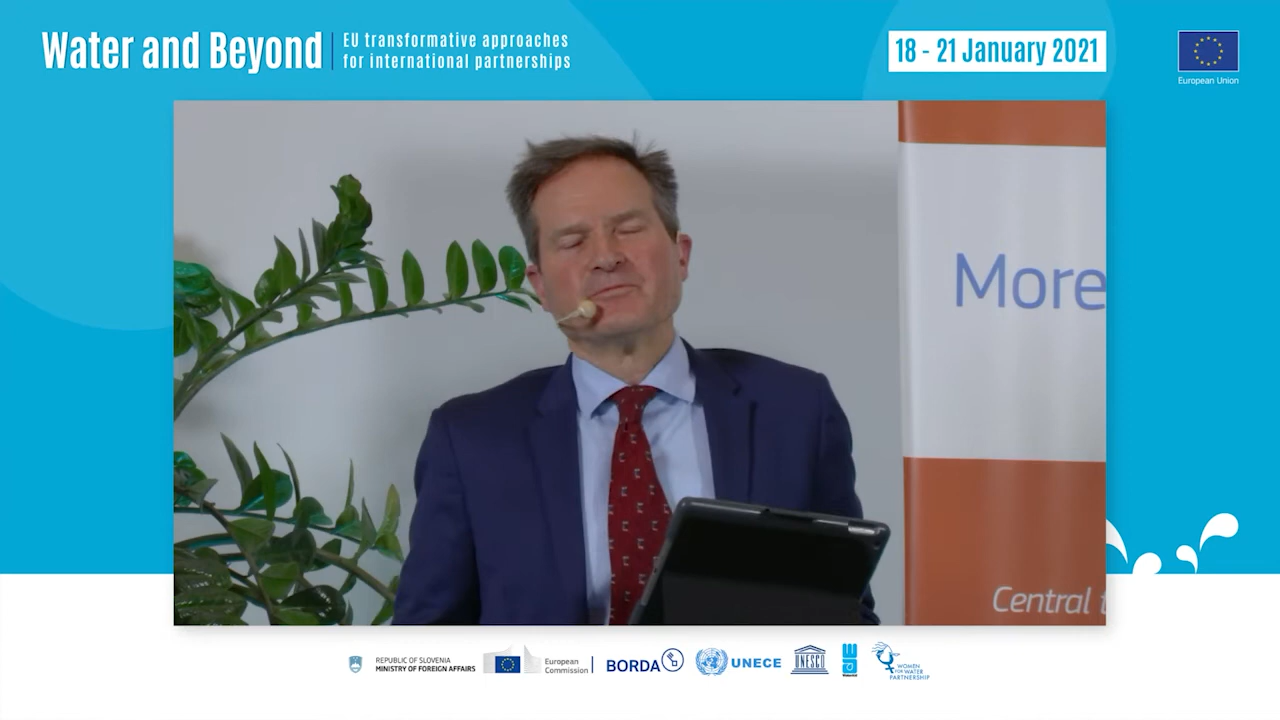 Water and Beyond
EU transformative approaches
for international partnerships
18 - 21 January 2021
European Union
More
Central t
REPUBLIC OF SLOVENIA
MINISTRY OF FOREIGN AFFAIRS
European
Commission
BORDA
UNECE
UNESCO
WOMEN
FOR WATER
PARTNERSHIP